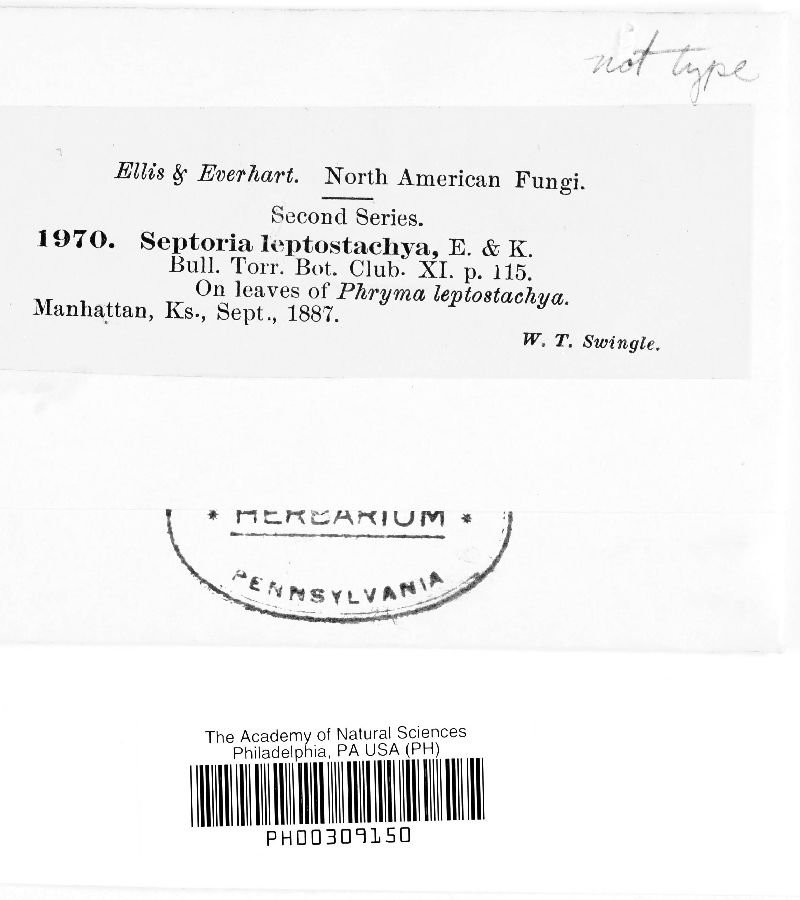 not type
Ellis & Everhart. North American Fungi.
Second Series.
1970. Septoria leptostachya, E. & K.
Bull. Torr. Bot. Club. XI. p. 115.
On leaves of Phryma leptostachya.
Manhattan, Ks., Sept., 1887.
W. T. Swingle.
* HERBARIUM *
PENNSYLVANIA
The Academy of Natural Sciences
Philadelphia, PA USA (PH)
PH00309150